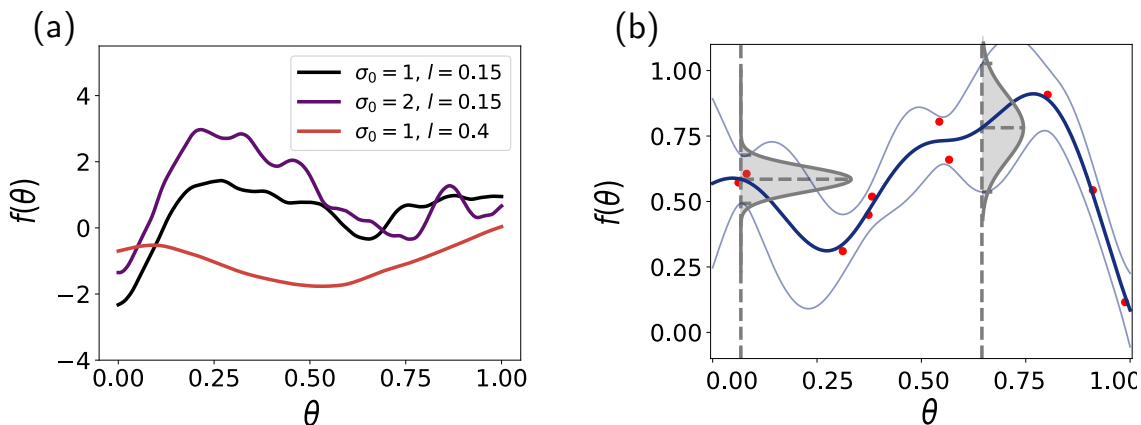 (a)
f(θ)
4
2
0
−2
−4
σ₀ = 1, l = 0.15
σ₀ = 2, l = 0.15
σ₀ = 1, l = 0.4
0.00 0.25 0.50 0.75 1.00
θ
(b)
f(θ)
1.00
0.75
0.50
0.25
0.00
0.00 0.25 0.50 0.75 1.00
θ